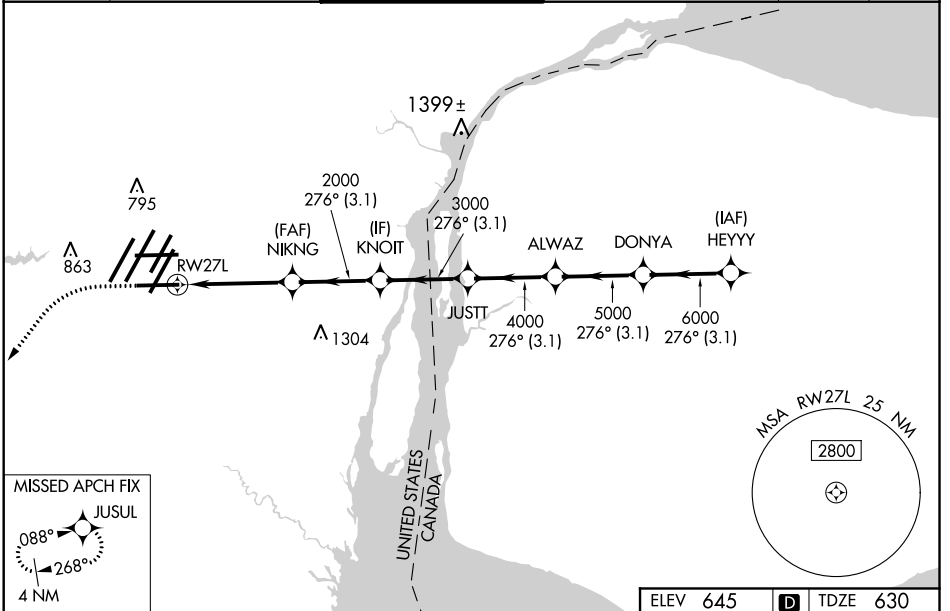 1399 ±
795
2000
276° (3.1)
3000
276° (3.1)
(FAF)
NIKNG
(IF)
KNOIT
ALWAZ
DONYA
(IAF)
HEYYY
863
RW27L
JUSTT
4000
276° (3.1)
5000
276° (3.1)
6000
276° (3.1)
1304
MSA RW27L 25 NM
2800
UNITED STATES
CANADA
MISSED APCH FIX
JUSUL
088°
268°
4 NM
ELEV 645 D TDZE 630